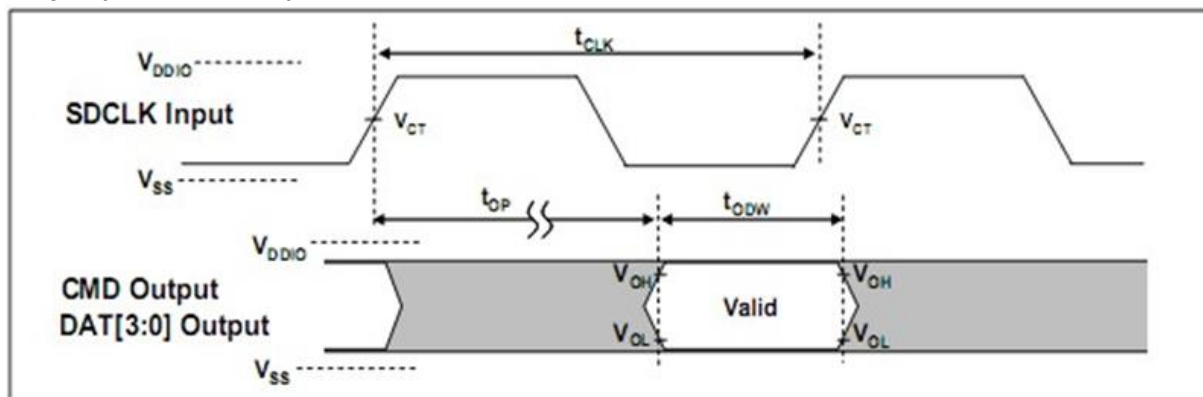 tCLK
VDDIO
SDCLK Input
VCT
VCT
VSS
tOP
tODW
VDDIO
VOH
VOH
CMD Output
Valid
DAT[3:0] Output
VOL
VOL
VSS